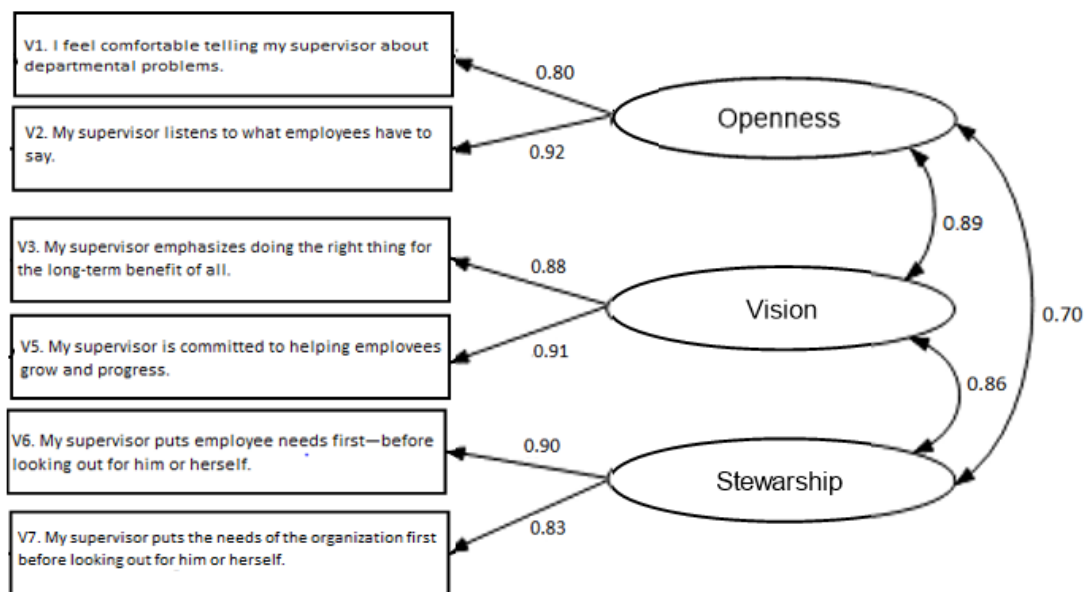 V1. I feel comfortable telling my supervisor about
departmental problems.
0.80
Openness
V2. My supervisor listens to what employees have to
say.
0.92
0.89
V3. My supervisor emphasizes doing the right thing for
the long-term benefit of all.
0.88
Vision
0.70
V5. My supervisor is committed to helping employees
grow and progress.
0.91
0.86
V6. My supervisor puts employee needs first—before
looking out for him or herself.
0.90
Stewarship
V7. My supervisor puts the needs of the organization first
before looking out for him or herself.
0.83